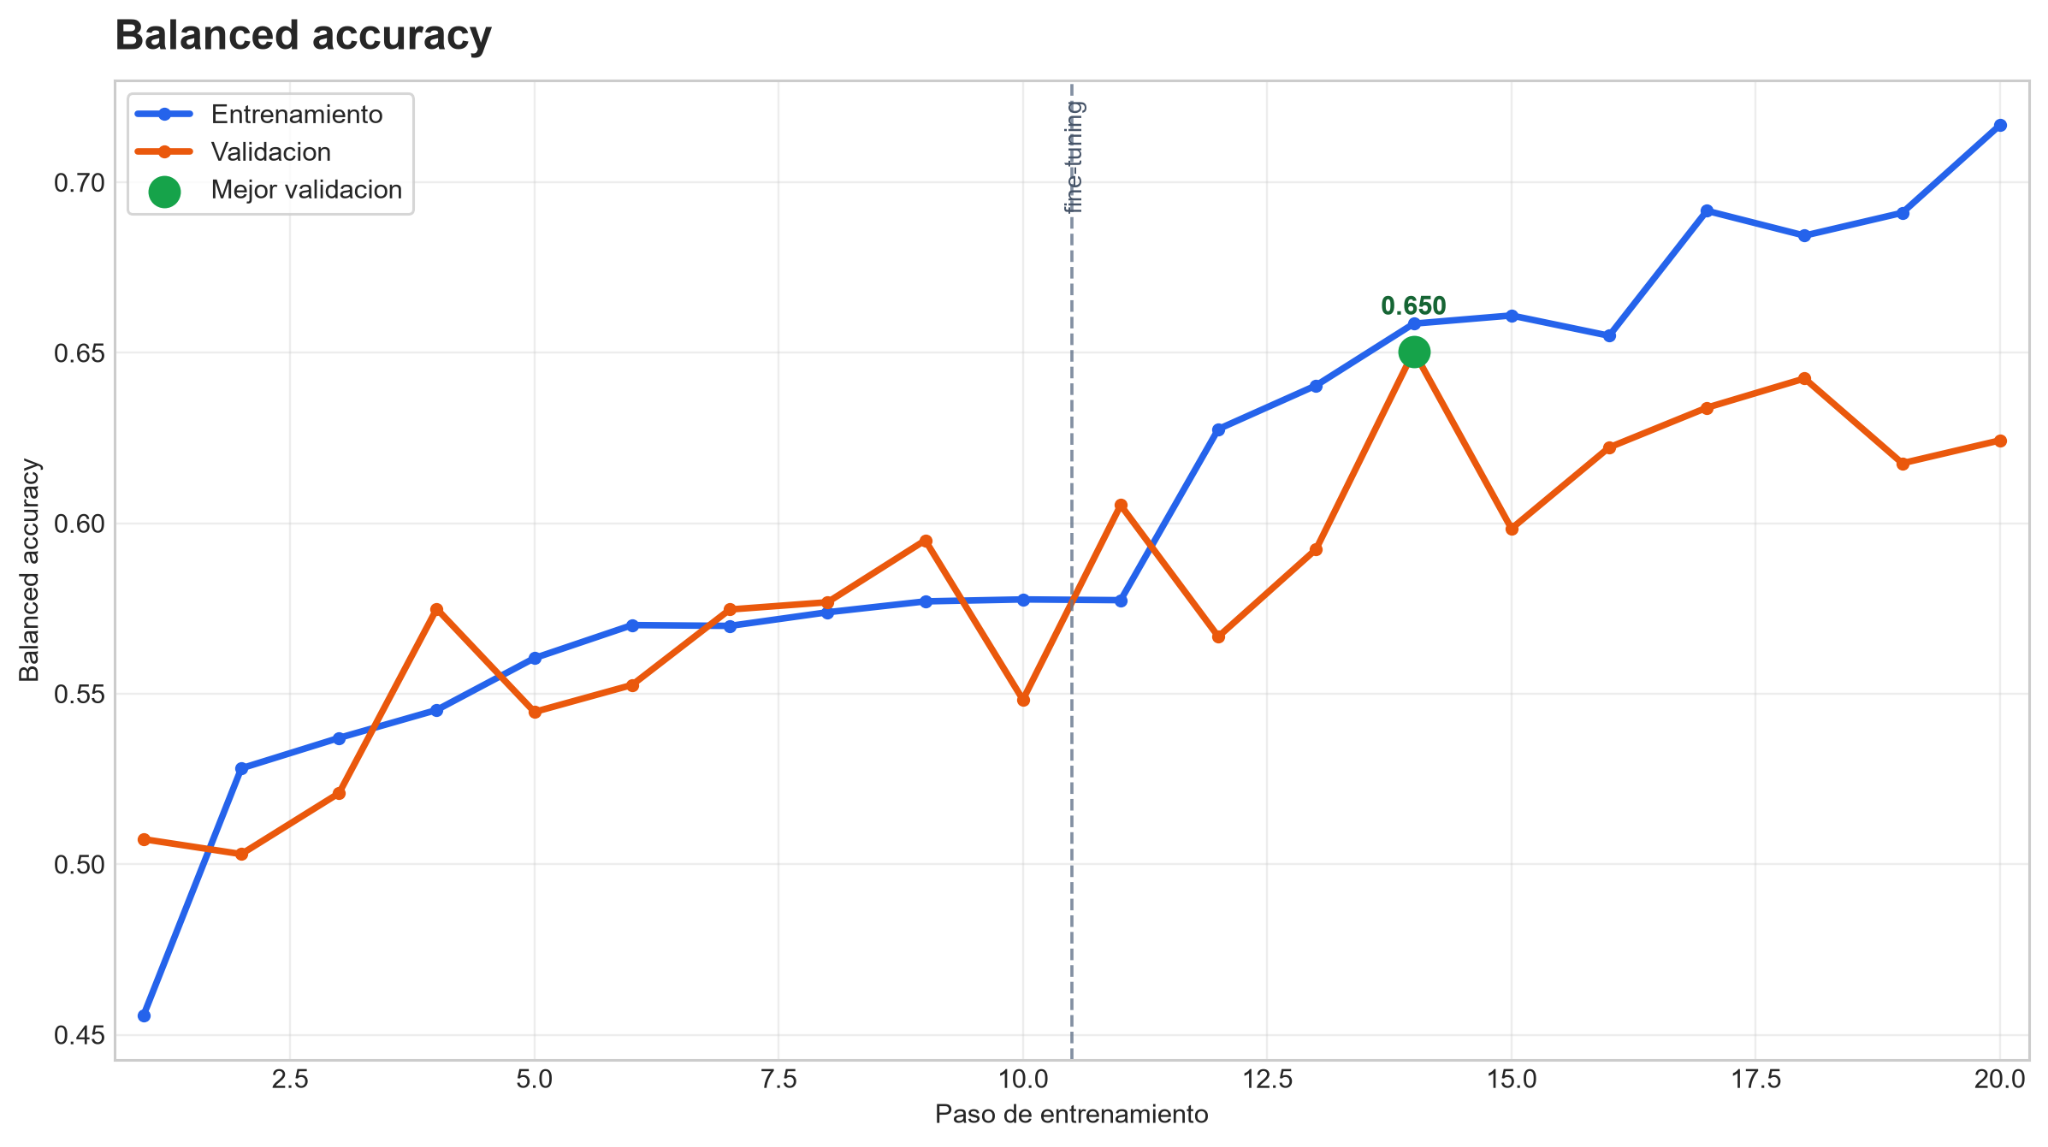 Balanced accuracy
Entrenamiento
Validacion
Mejor validacion
fine-tuning
0.650
Balanced accuracy
0.70
0.65
0.60
0.55
0.50
0.45
2.5 5.0 7.5 10.0 12.5 15.0 17.5 20.0
Paso de entrenamiento